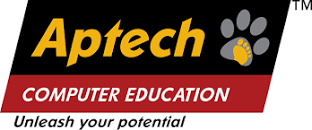 Aptech
TM
COMPUTER EDUCATION
Unleash your potential